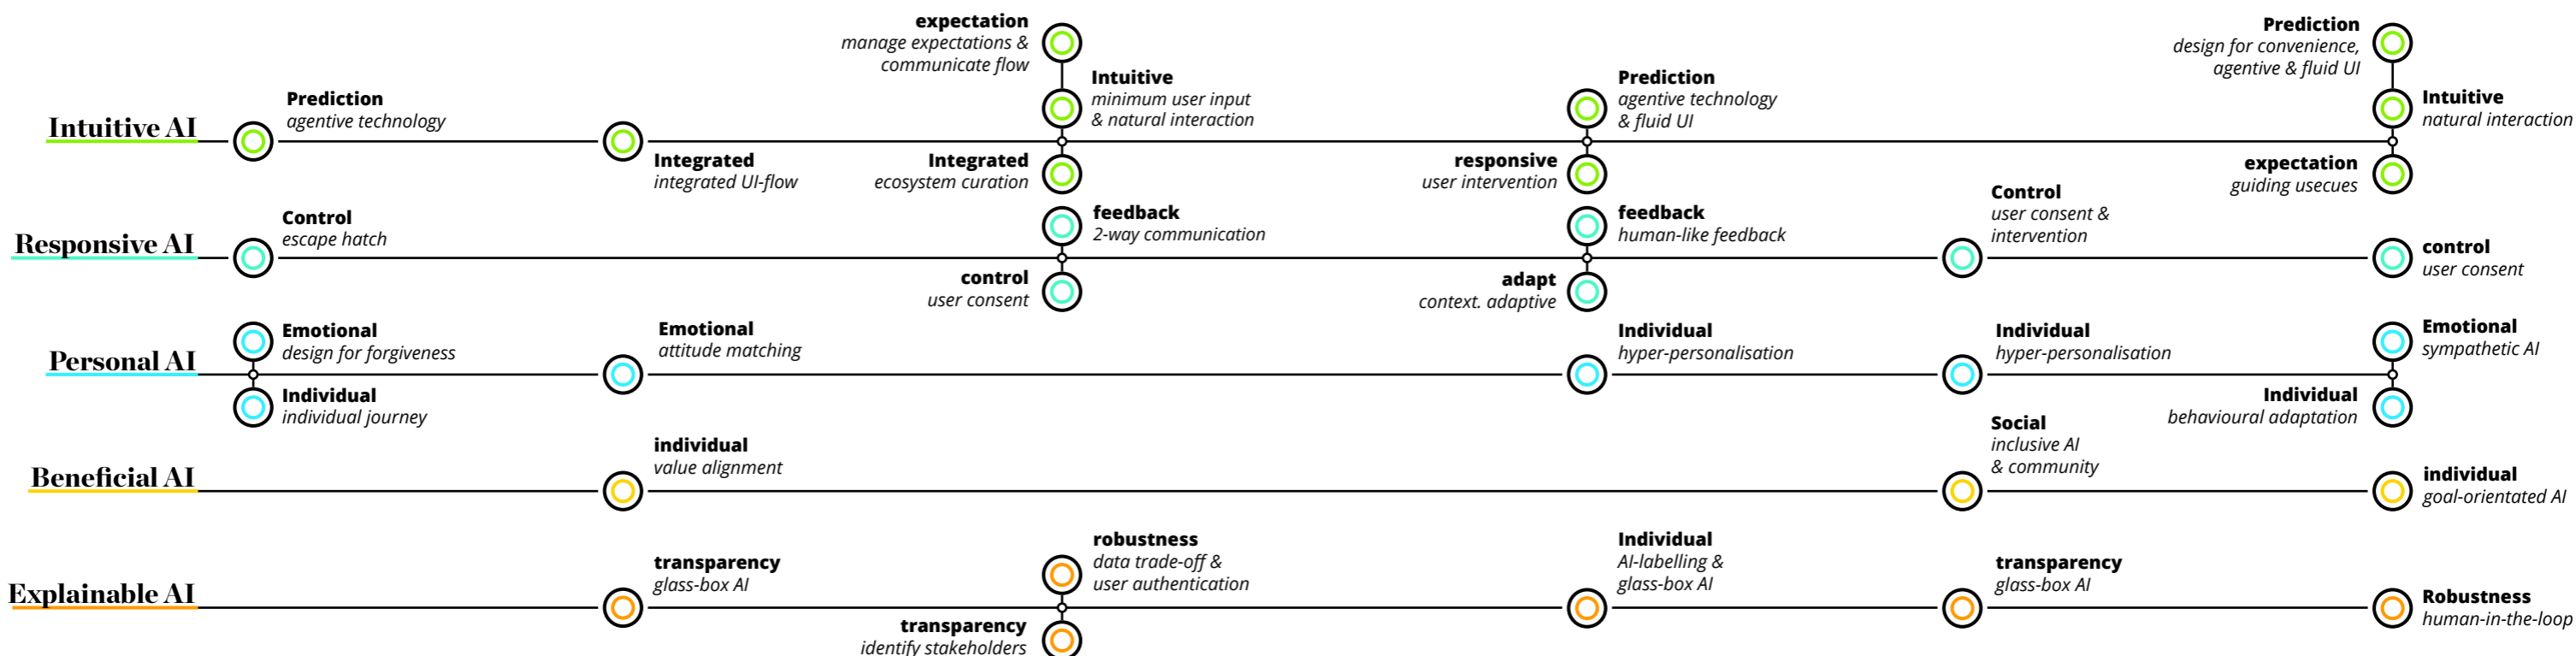 Intuitive AI
Prediction
agentive technology
Integrated
integrated UI-flow
expectation
manage expectations &
communicate flow
Intuitive
minimum user input
& natural interaction
Integrated
ecosystem curation
Prediction
agentive technology
& fluid UI
responsive
user intervention
Prediction
design for convenience,
agentive & fluid UI
Intuitive
natural interaction
expectation
guiding usecues
Responsive AI
Control
escape hatch
feedback
2-way communication
control
user consent
feedback
human-like feedback
adapt
context. adaptive
Control
user consent &
intervention
control
user consent
Personal AI
Emotional
design for forgiveness
Individual
individual journey
Emotional
attitude matching
Individual
hyper-personalisation
Individual
hyper-personalisation
Emotional
sympathetic AI
Individual
behavioural adaptation
Beneficial AI
individual
value alignment
Social
inclusive AI
& community
individual
goal-orientated AI
Explainable AI
transparency
glass-box AI
robustness
data trade-off &
user authentication
transparency
identify stakeholders
Individual
AI-labelling &
glass-box AI
transparency
glass-box AI
Robustness
human-in-the-loop